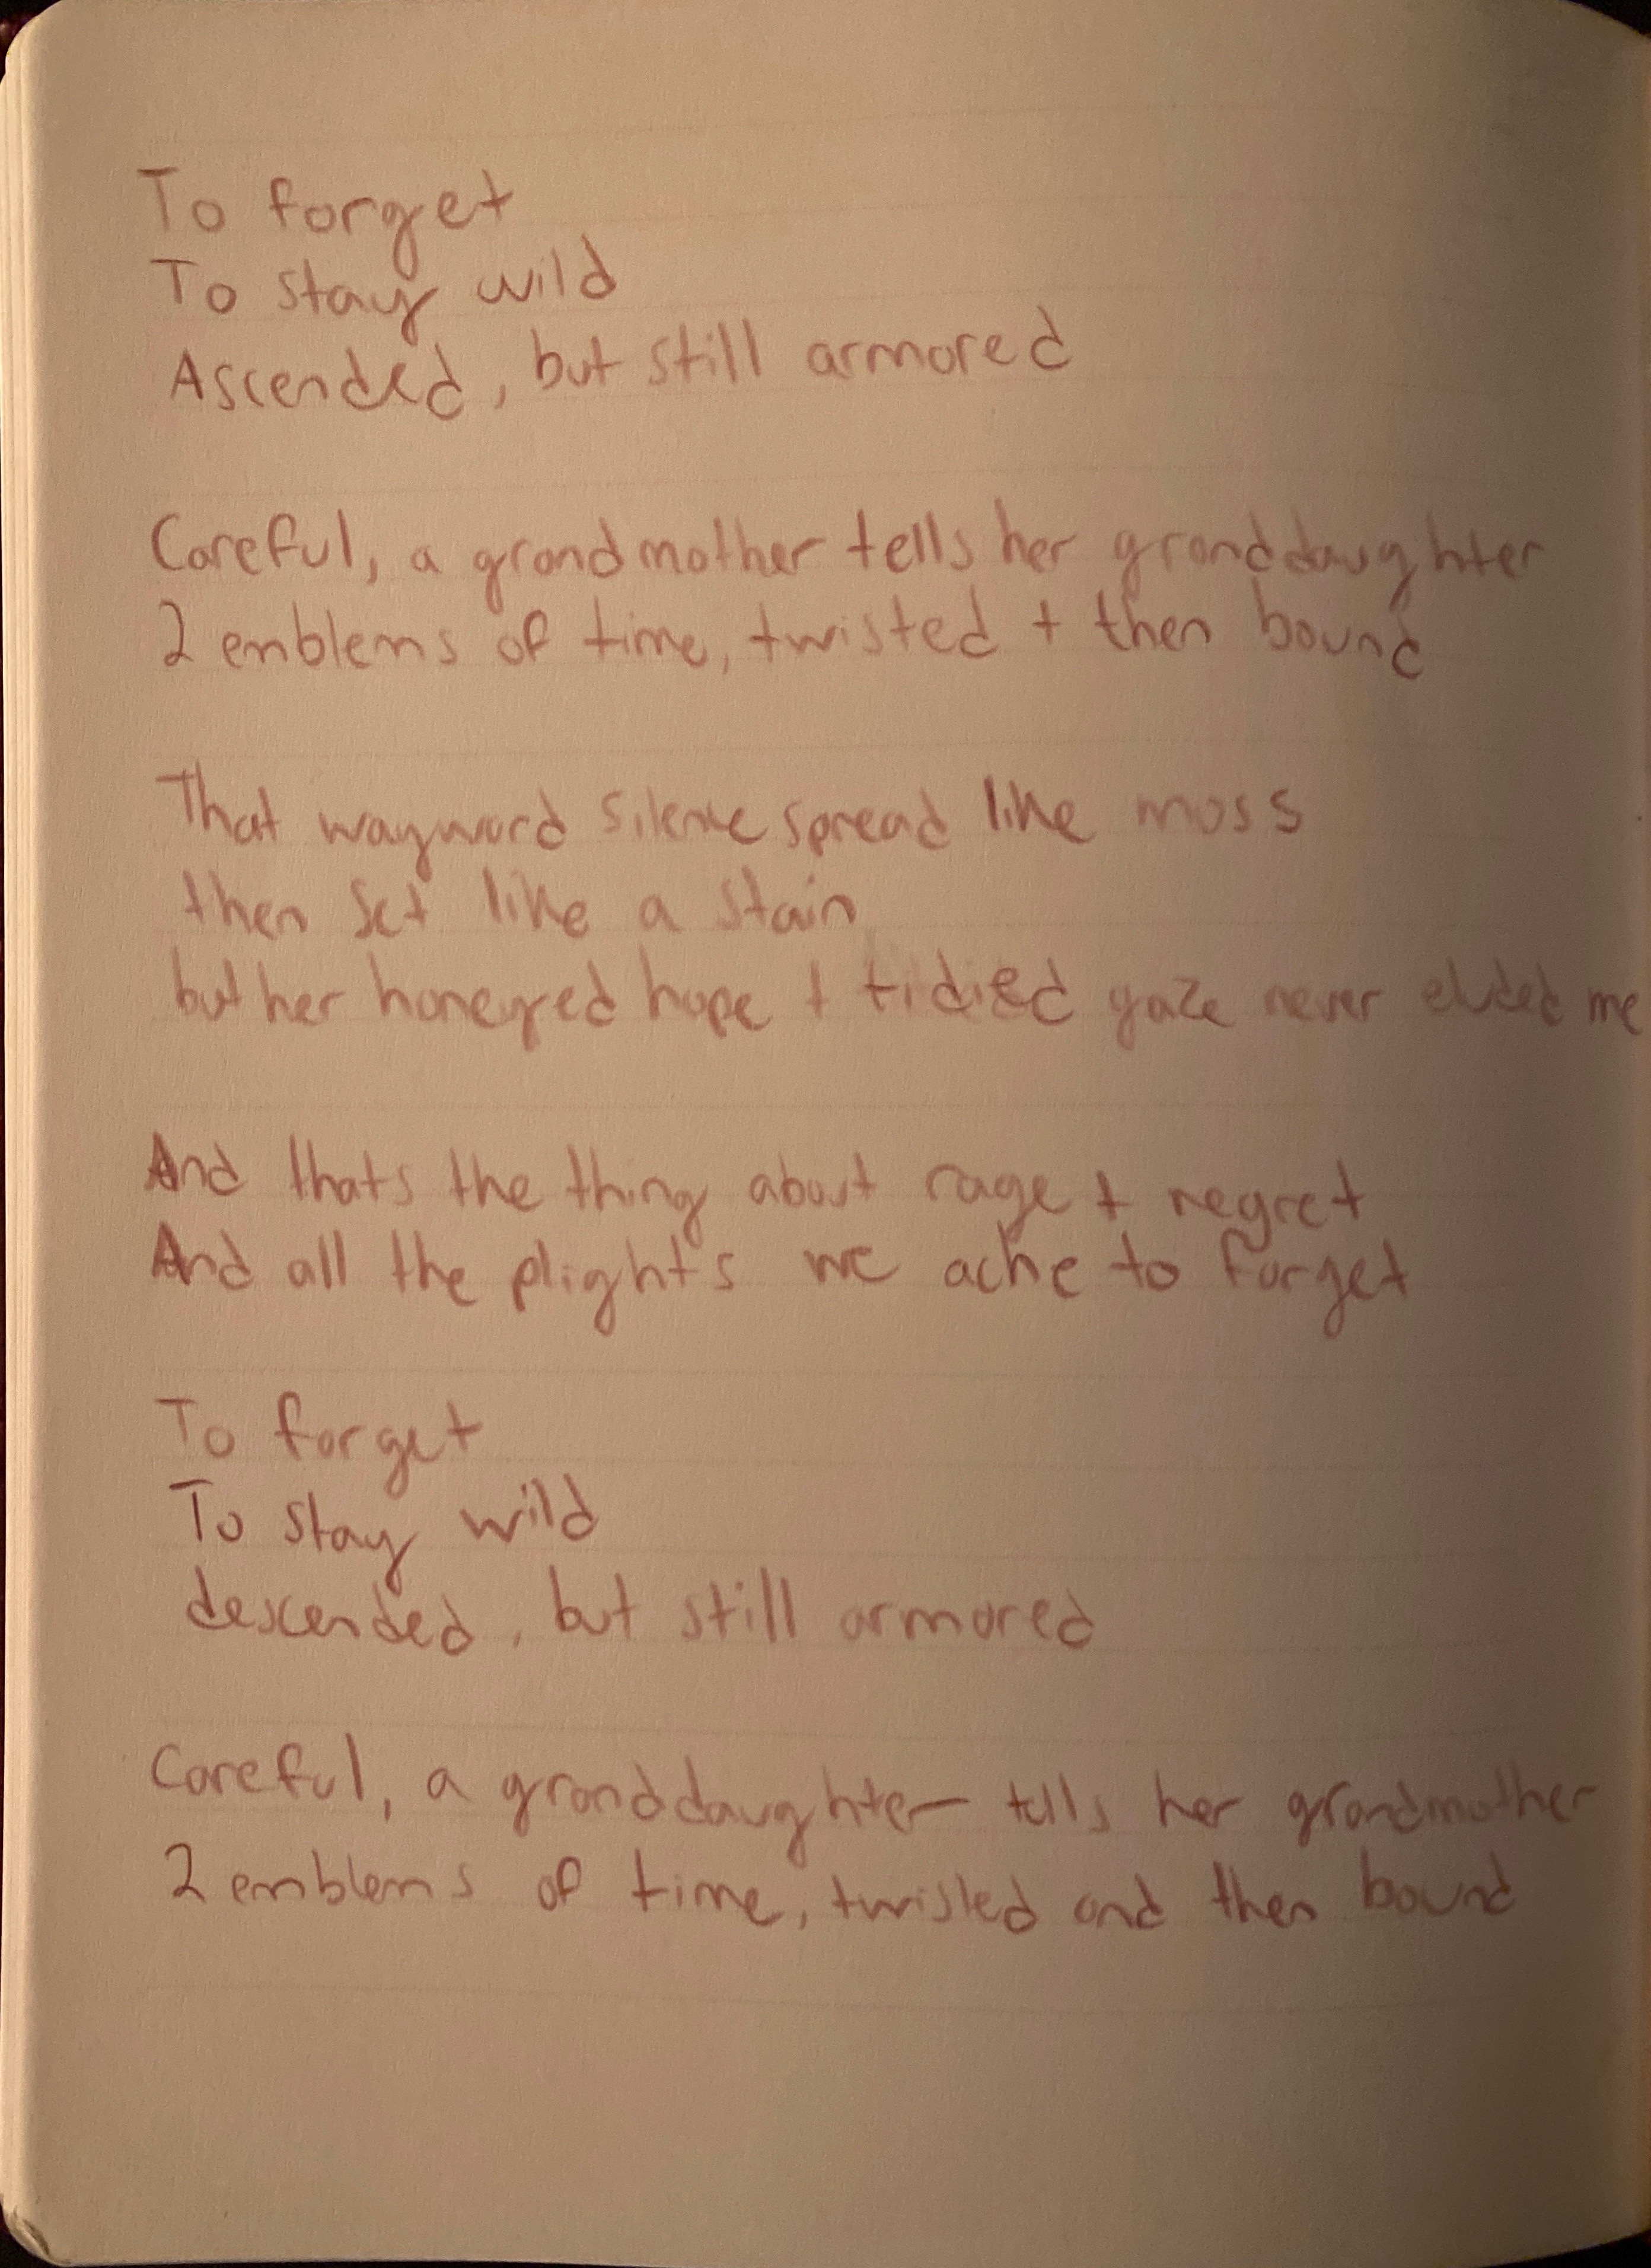 To forget
To stay wild
Ascended, but still armored
Careful, a grandmother tells her granddaughter
2 emblems of time, twisted + then bound
That wayward silence spread like moss
then set like a stain
but her honeyed hope + tidied gaze never eluded me
And thats the thing about rage + regret
And all the plights we ache to forget
To forget
To stay wild
descended, but still armored
Careful, a granddaughter tells her grandmother
2 emblems of time, twisted and then bound